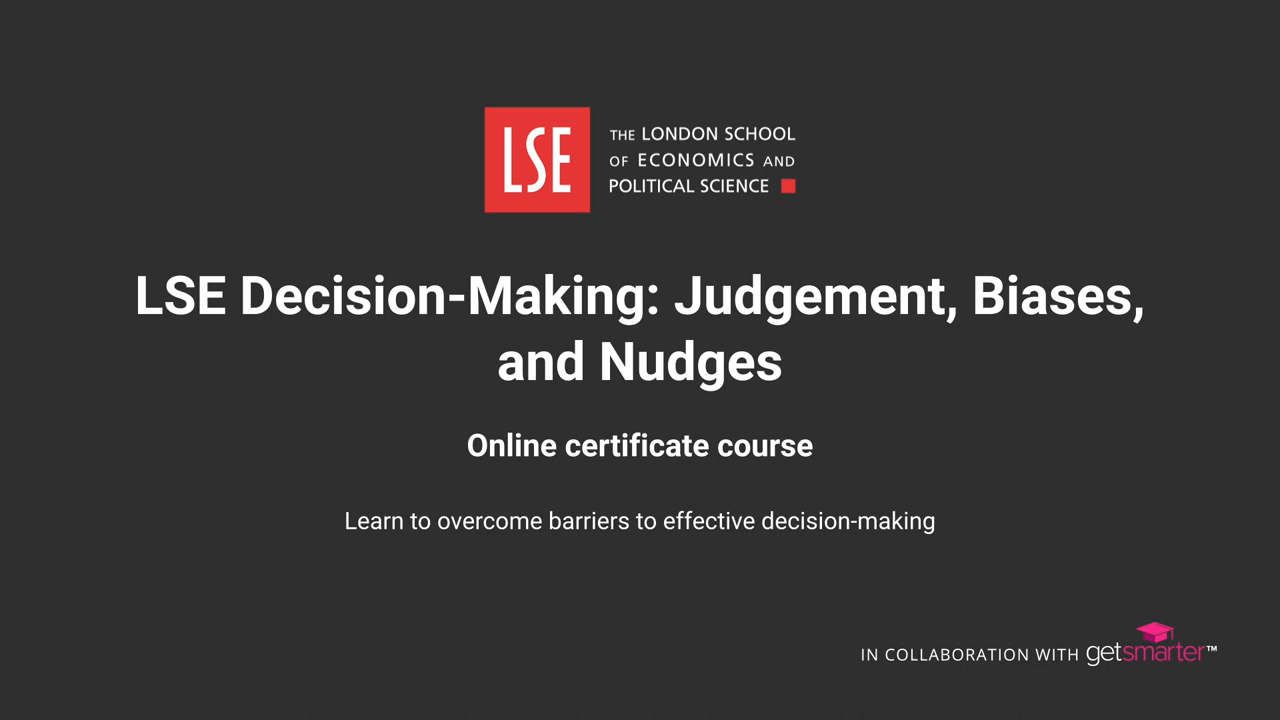 LSE
THE LONDON SCHOOL
OF ECONOMICS AND
POLITICAL SCIENCE
LSE Decision-Making: Judgement, Biases,
and Nudges
Online certificate course
Learn to overcome barriers to effective decision-making
IN COLLABORATION WITH getsmarter™